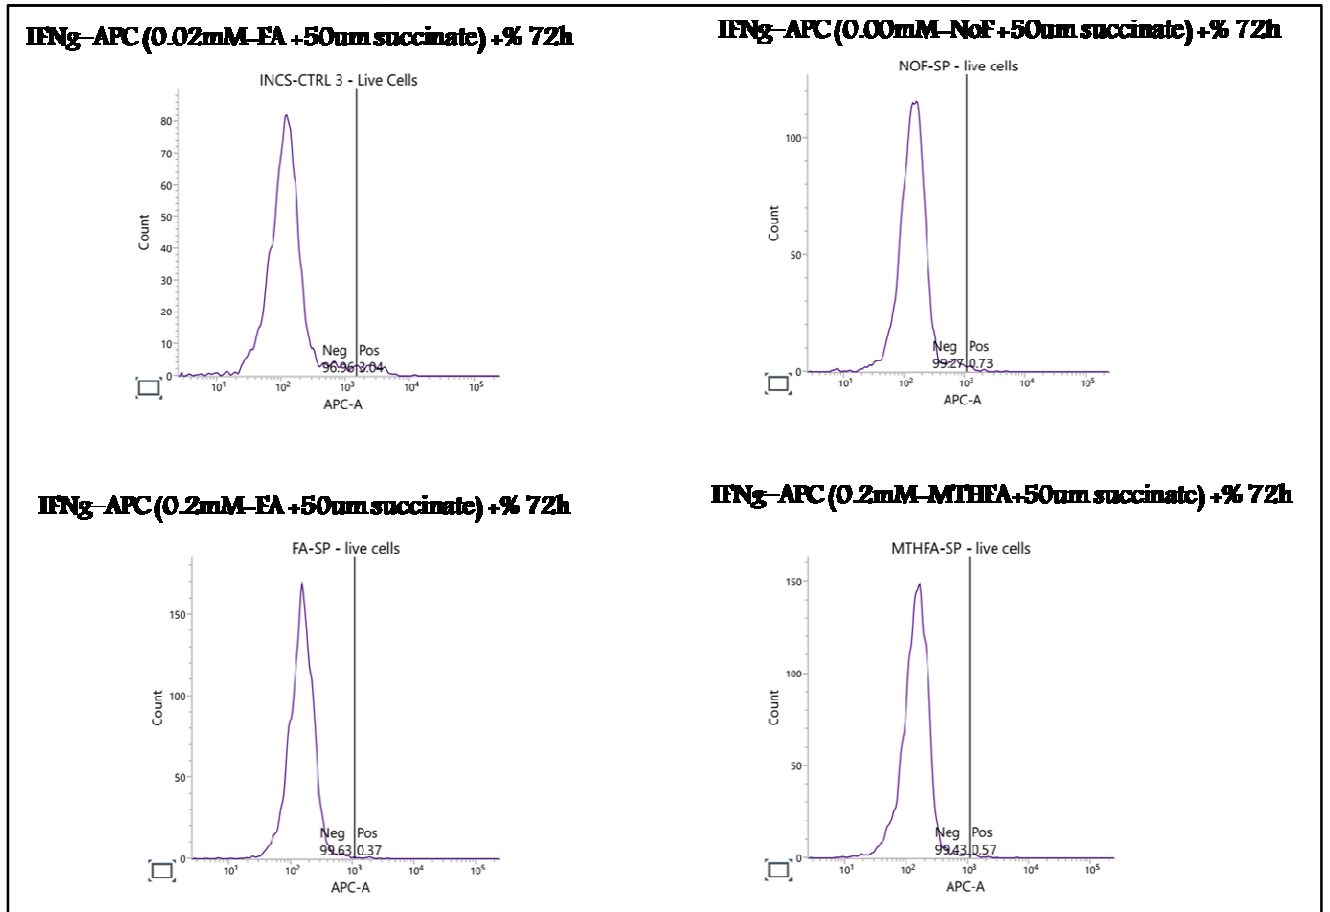 IFNg-APC (0.02mM-FA +50um succinate) +% 72h
INCS-CTRL 3 - Live Cells
80
70
60
50
40
30
20
10
0
Count
Neg Pos
96.96 3.04
10¹ 10² 10³ 10⁴ 10⁵
APC-A
IFNg-APC (0.00mM-NoF+50um succinate) +% 72h
NOF-SP - live cells
100
50
0
Count
Neg Pos
99.27 0.73
10¹ 10² 10³ 10⁴ 10⁵
APC-A
IFNg-APC (0.2mM-FA +50um succinate) +% 72h
FA-SP - live cells
150
100
50
0
Count
Neg Pos
99.63 0.37
10¹ 10² 10³ 10⁴ 10⁵
APC-A
IFNg-APC (0.2mM-MTHFA+50um succinate) +% 72h
MTHFA-SP - live cells
150
100
50
0
Count
Neg Pos
99.43 0.57
10¹ 10² 10³ 10⁴ 10⁵
APC-A